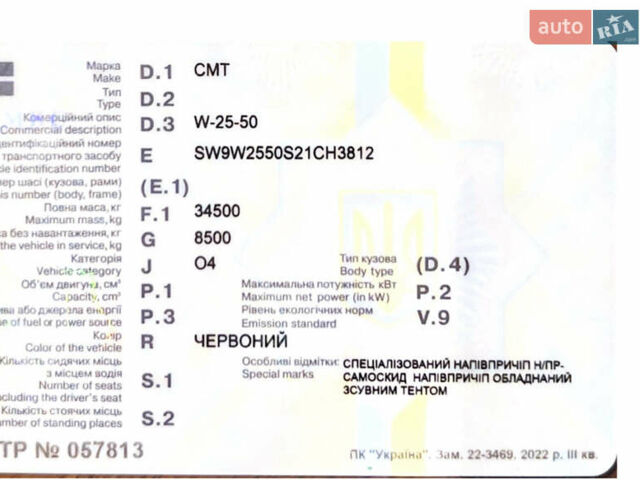 auto RIA.com
Марка
Make D.1 СМТ
Тип
Type D.2
Комерційний опис
Commercial description D.3 W-25-50
ентифікаційний номер
транспортного засобу
le identification number E SW9W2550S21CH3812
ер шасі (кузова, рами)
is number (body, frame) (E.1)
Повна маса, кг
Maximum mass, kg F.1 34500
а без навантаження, кг
the vehicle in service, kg G 8500
Категорія
Vehicle category J О4
Тип кузова
Body type (D.4)
Об'єм двигуна, см³
Capacity, cm³ P.1
Максимальна потужність кВт
Maximum net power (in kW) P.2
ива або джерела енергії
e of fuel or power source P.3
Рівень екологічних норм
Emission standard V.9
Колір
Color of the vehicle R ЧЕРВОНИЙ
Кількість сидячих місць
з місцем водія
Number of seats
including the driver's seat S.1
Особливі відмітки:
Special marks
СПЕЦІАЛІЗОВАНИЙ НАПІВПРИЧІП Н/ПР-
САМОСКИД НАПІВПРИЧІП ОБЛАДНАНИЙ
ЗСУВНИМ ТЕНТОМ
Кількість стоячих місць
mber of standing places S.2
ТР № 057813
ПК "Україна". Зам. 22-3469. 2022 р. III кв.